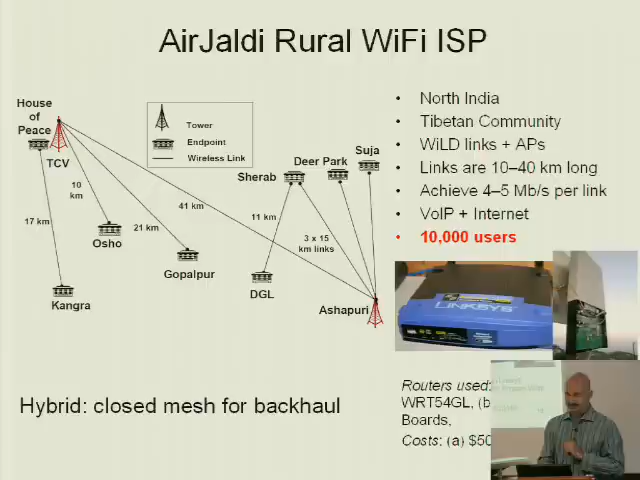 AirJaldi Rural WiFi ISP
House
of
Peace
TCV
Tower
Endpoint
Wireless Link
10
km
17 km
21 km
41 km
11 km
3 x 15
km links
Osho
Gopalpur
Kangra
Sherab
Deer Park
Suja
DGL
Ashapuri
• North India
• Tibetan Community
• WiLD links + APs
• Links are 10–40 km long
• Achieve 4–5 Mb/s per link
• VoIP + Internet
• 10,000 users
LINKSYS
Hybrid: closed mesh for backhaul
Routers used:
WRT54GL, (b
Boards,
Costs: (a) $50